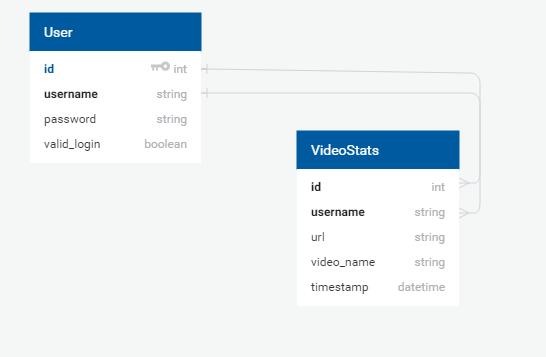 User
id int
username string
password string
valid_login boolean
VideoStats
id int
username string
url string
video_name string
timestamp datetime